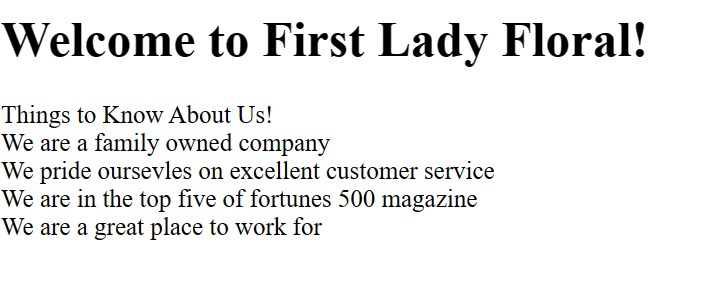 Welcome to First Lady Floral!
Things to Know About Us!
We are a family owned company
We pride oursevles on excellent customer service
We are in the top five of fortunes 500 magazine
We are a great place to work for